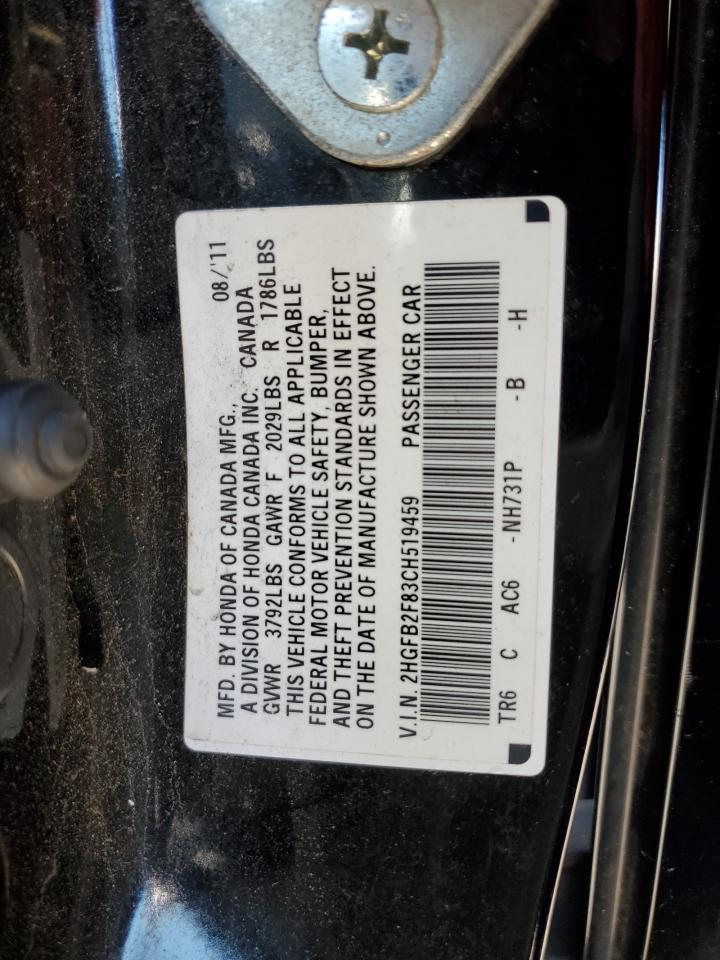 MFD. BY HONDA OF CANADA MFG., 08/'11
A DIVISION OF HONDA CANADA INC. CANADA
GVWR 3792LBS GAWR F 2029LBS R 1786LBS
THIS VEHICLE CONFORMS TO ALL APPLICABLE
FEDERAL MOTOR VEHICLE SAFETY, BUMPER,
AND THEFT PREVENTION STANDARDS IN EFFECT
ON THE DATE OF MANUFACTURE SHOWN ABOVE.
V.I.N. 2HGFB2F83CH519459 PASSENGER CAR
TR6 C AC6 -NH731P -B -H